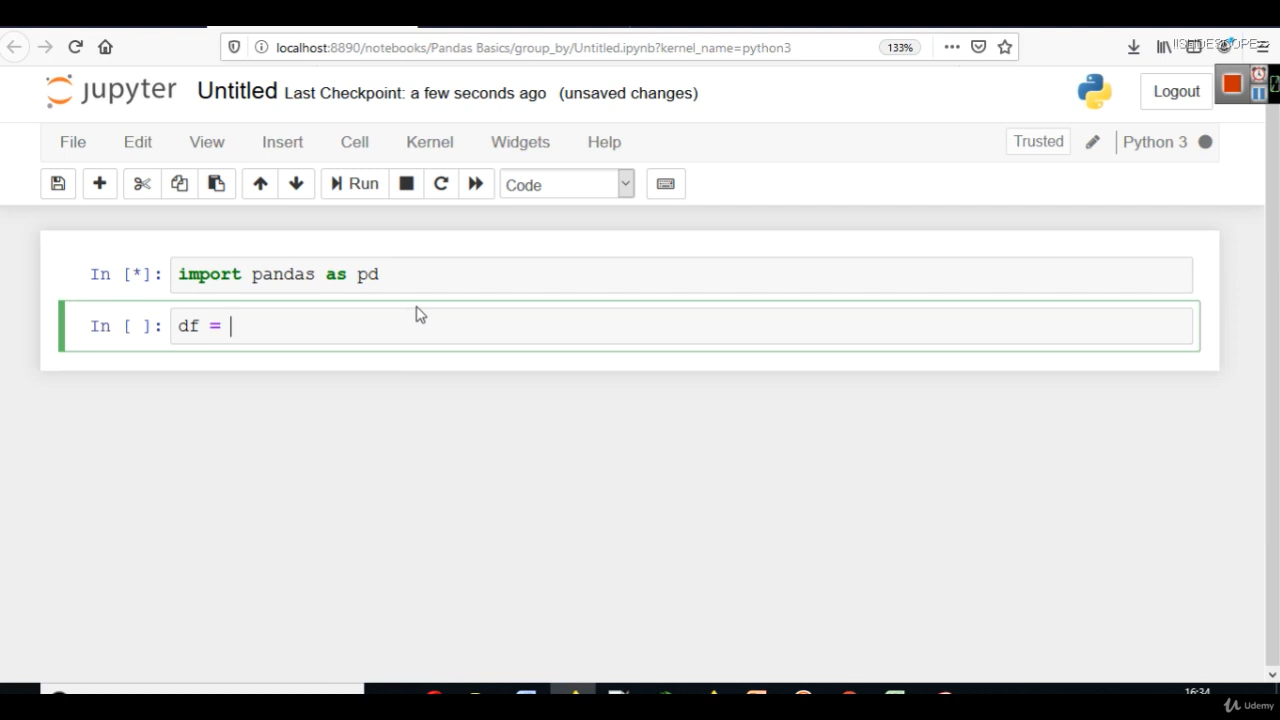 localhost:8890/notebooks/Pandas Basics/group_by/Untitled.ipynb?kernel_name=python3
133%
jupyter Untitled Last Checkpoint: a few seconds ago (unsaved changes)
Logout
File Edit View Insert Cell Kernel Widgets Help
Trusted
Python 3
Run
Code
In [*]: import pandas as pd
In [ ]: df =
16:34
Udemy